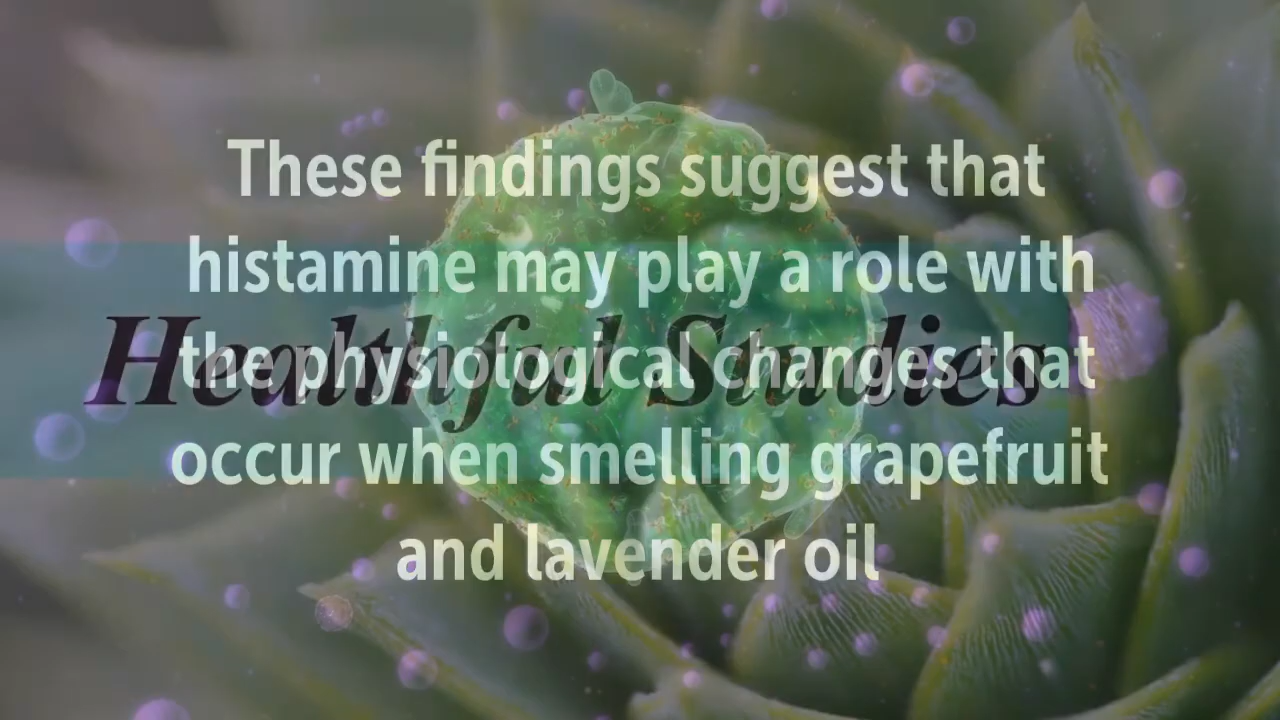 These findings suggest that
histamine may play a role with
Healthful Studies
the physiological changes that
occur when smelling grapefruit
and lavender oil